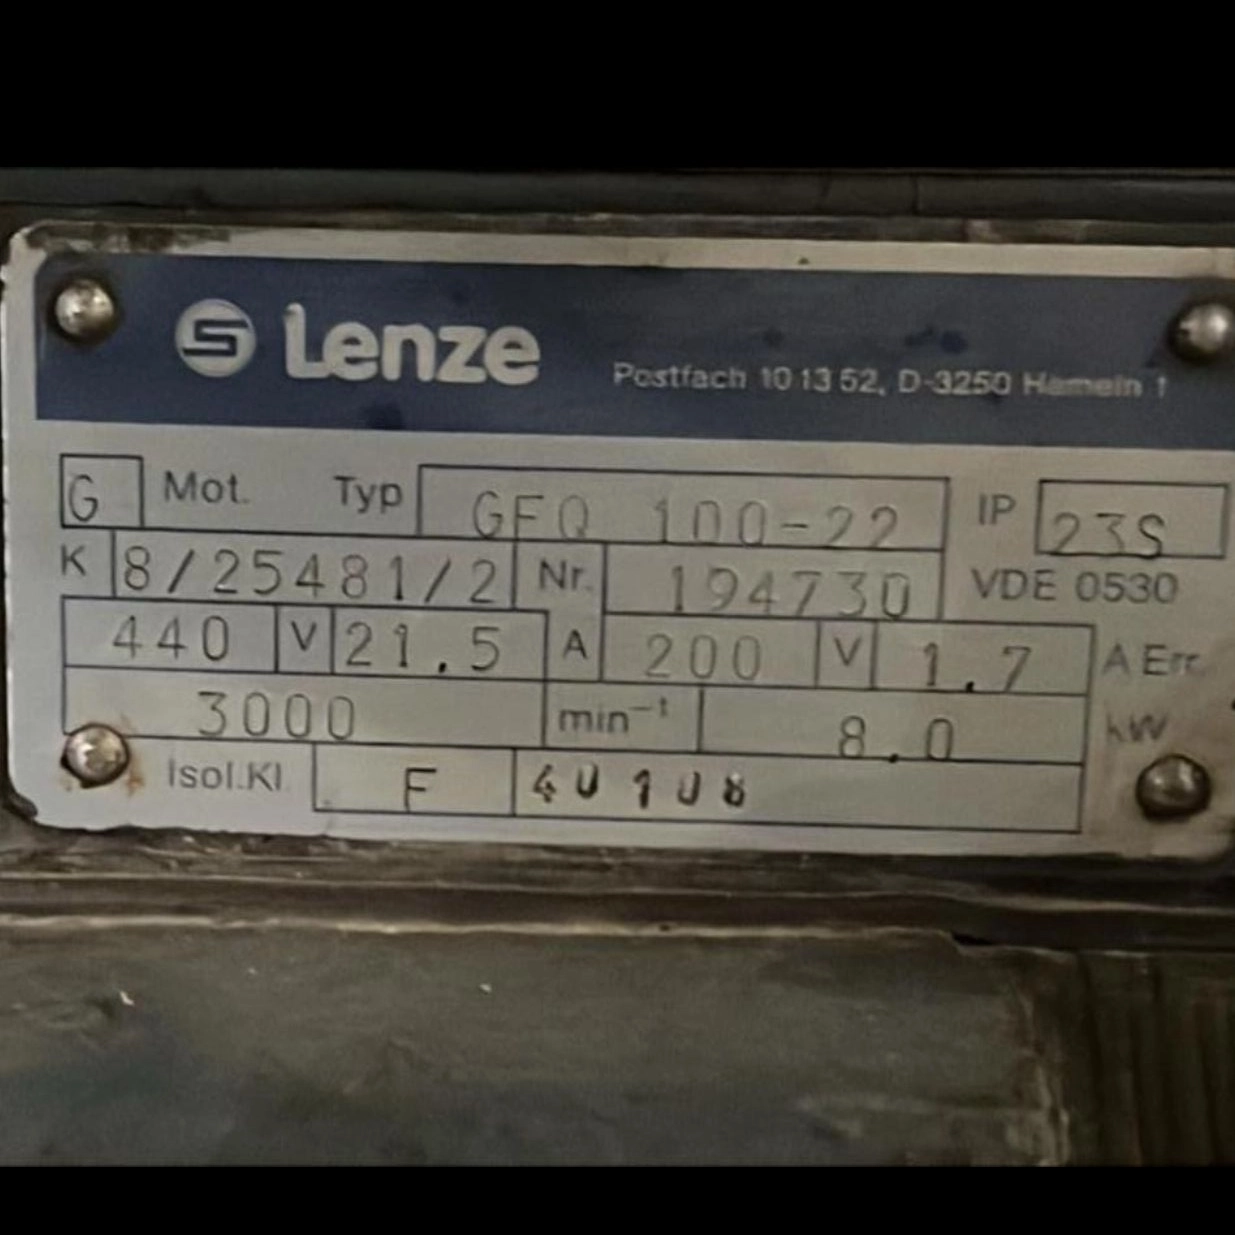 Lenze
Postfach 10 13 52, D-3250 Hameln 1
G Mot. Typ GFQ 100-22 IP 23S
K 8/25481/2 Nr. 194730 VDE 0530
440 V 21.5 A 200 V 1.7 A Err.
3000 min⁻¹ 8.0 kW
Isol.Kl. F 40108